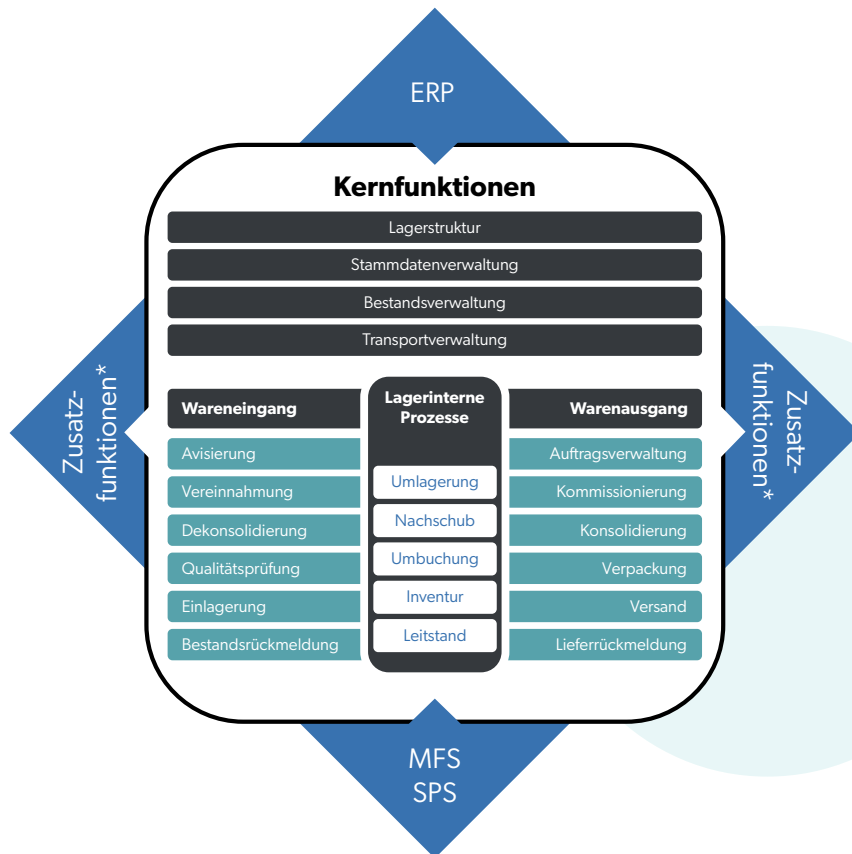 ERP
Kernfunktionen
Lagerstruktur
Stammdatenverwaltung
Bestandsverwaltung
Transportverwaltung
Zusatz-
funktionen*
Wareneingang
Avisierung
Vereinnahmung
Dekonsolidierung
Qualitätsprüfung
Einlagerung
Bestandsrückmeldung
Lagerinterne
Prozesse
Umlagerung
Nachschub
Umbuchung
Inventur
Leitstand
Warenausgang
Auftragsverwaltung
Kommissionierung
Konsolidierung
Verpackung
Versand
Lieferrückmeldung
Zusatz-
funktionen*
MFS
SPS